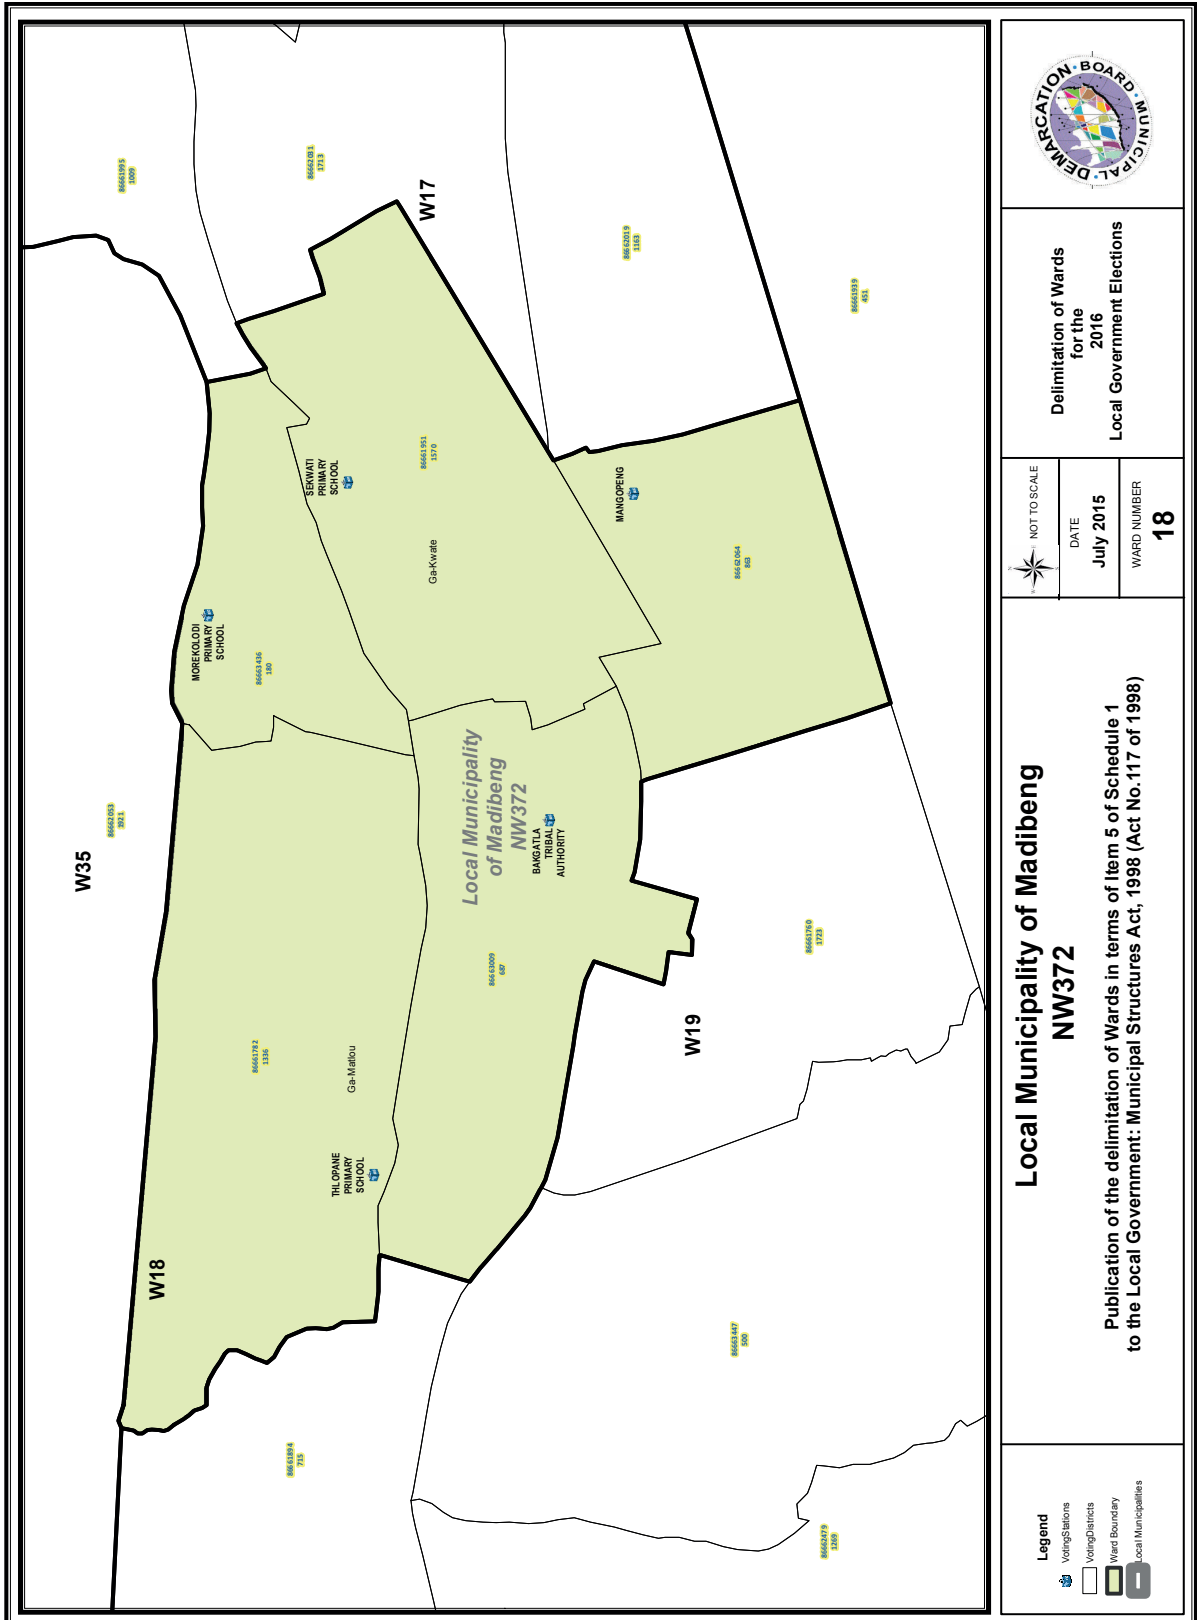 86661995
1009
86662031
1713
W17
86662019
1163
86661939
451
SEKWATI
PRIMARY
SCHOOL
86661951
1570
MANGOPENG
Ga-Kwate
86662064
863
MOREKOLODI
PRIMARY
SCHOOL
86663436
180
W35
86662053
1921
Local Municipality
of Madibeng
NW372
BAKGATLA
TRIBAL
AUTHORITY
86663009
687
86661760
1723
W19
86661782
1336
Ga-Matlou
THLOPANE
PRIMARY
SCHOOL
W18
86663447
500
86661894
715
86662479
1269
Legend
VotingStations
VotingDistricts
Ward Boundary
Local Municipalities
Local Municipality of Madibeng
NW372
Publication of the delimitation of Wards in terms of Item 5 of Schedule 1
to the Local Government: Municipal Structures Act, 1998 (Act No.117 of 1998)
NOT TO SCALE
DATE
July 2015
WARD NUMBER
18
Delimitation of Wards
for the
2016
Local Government Elections
MUNICIPAL · DEMARCATION · BOARD ·